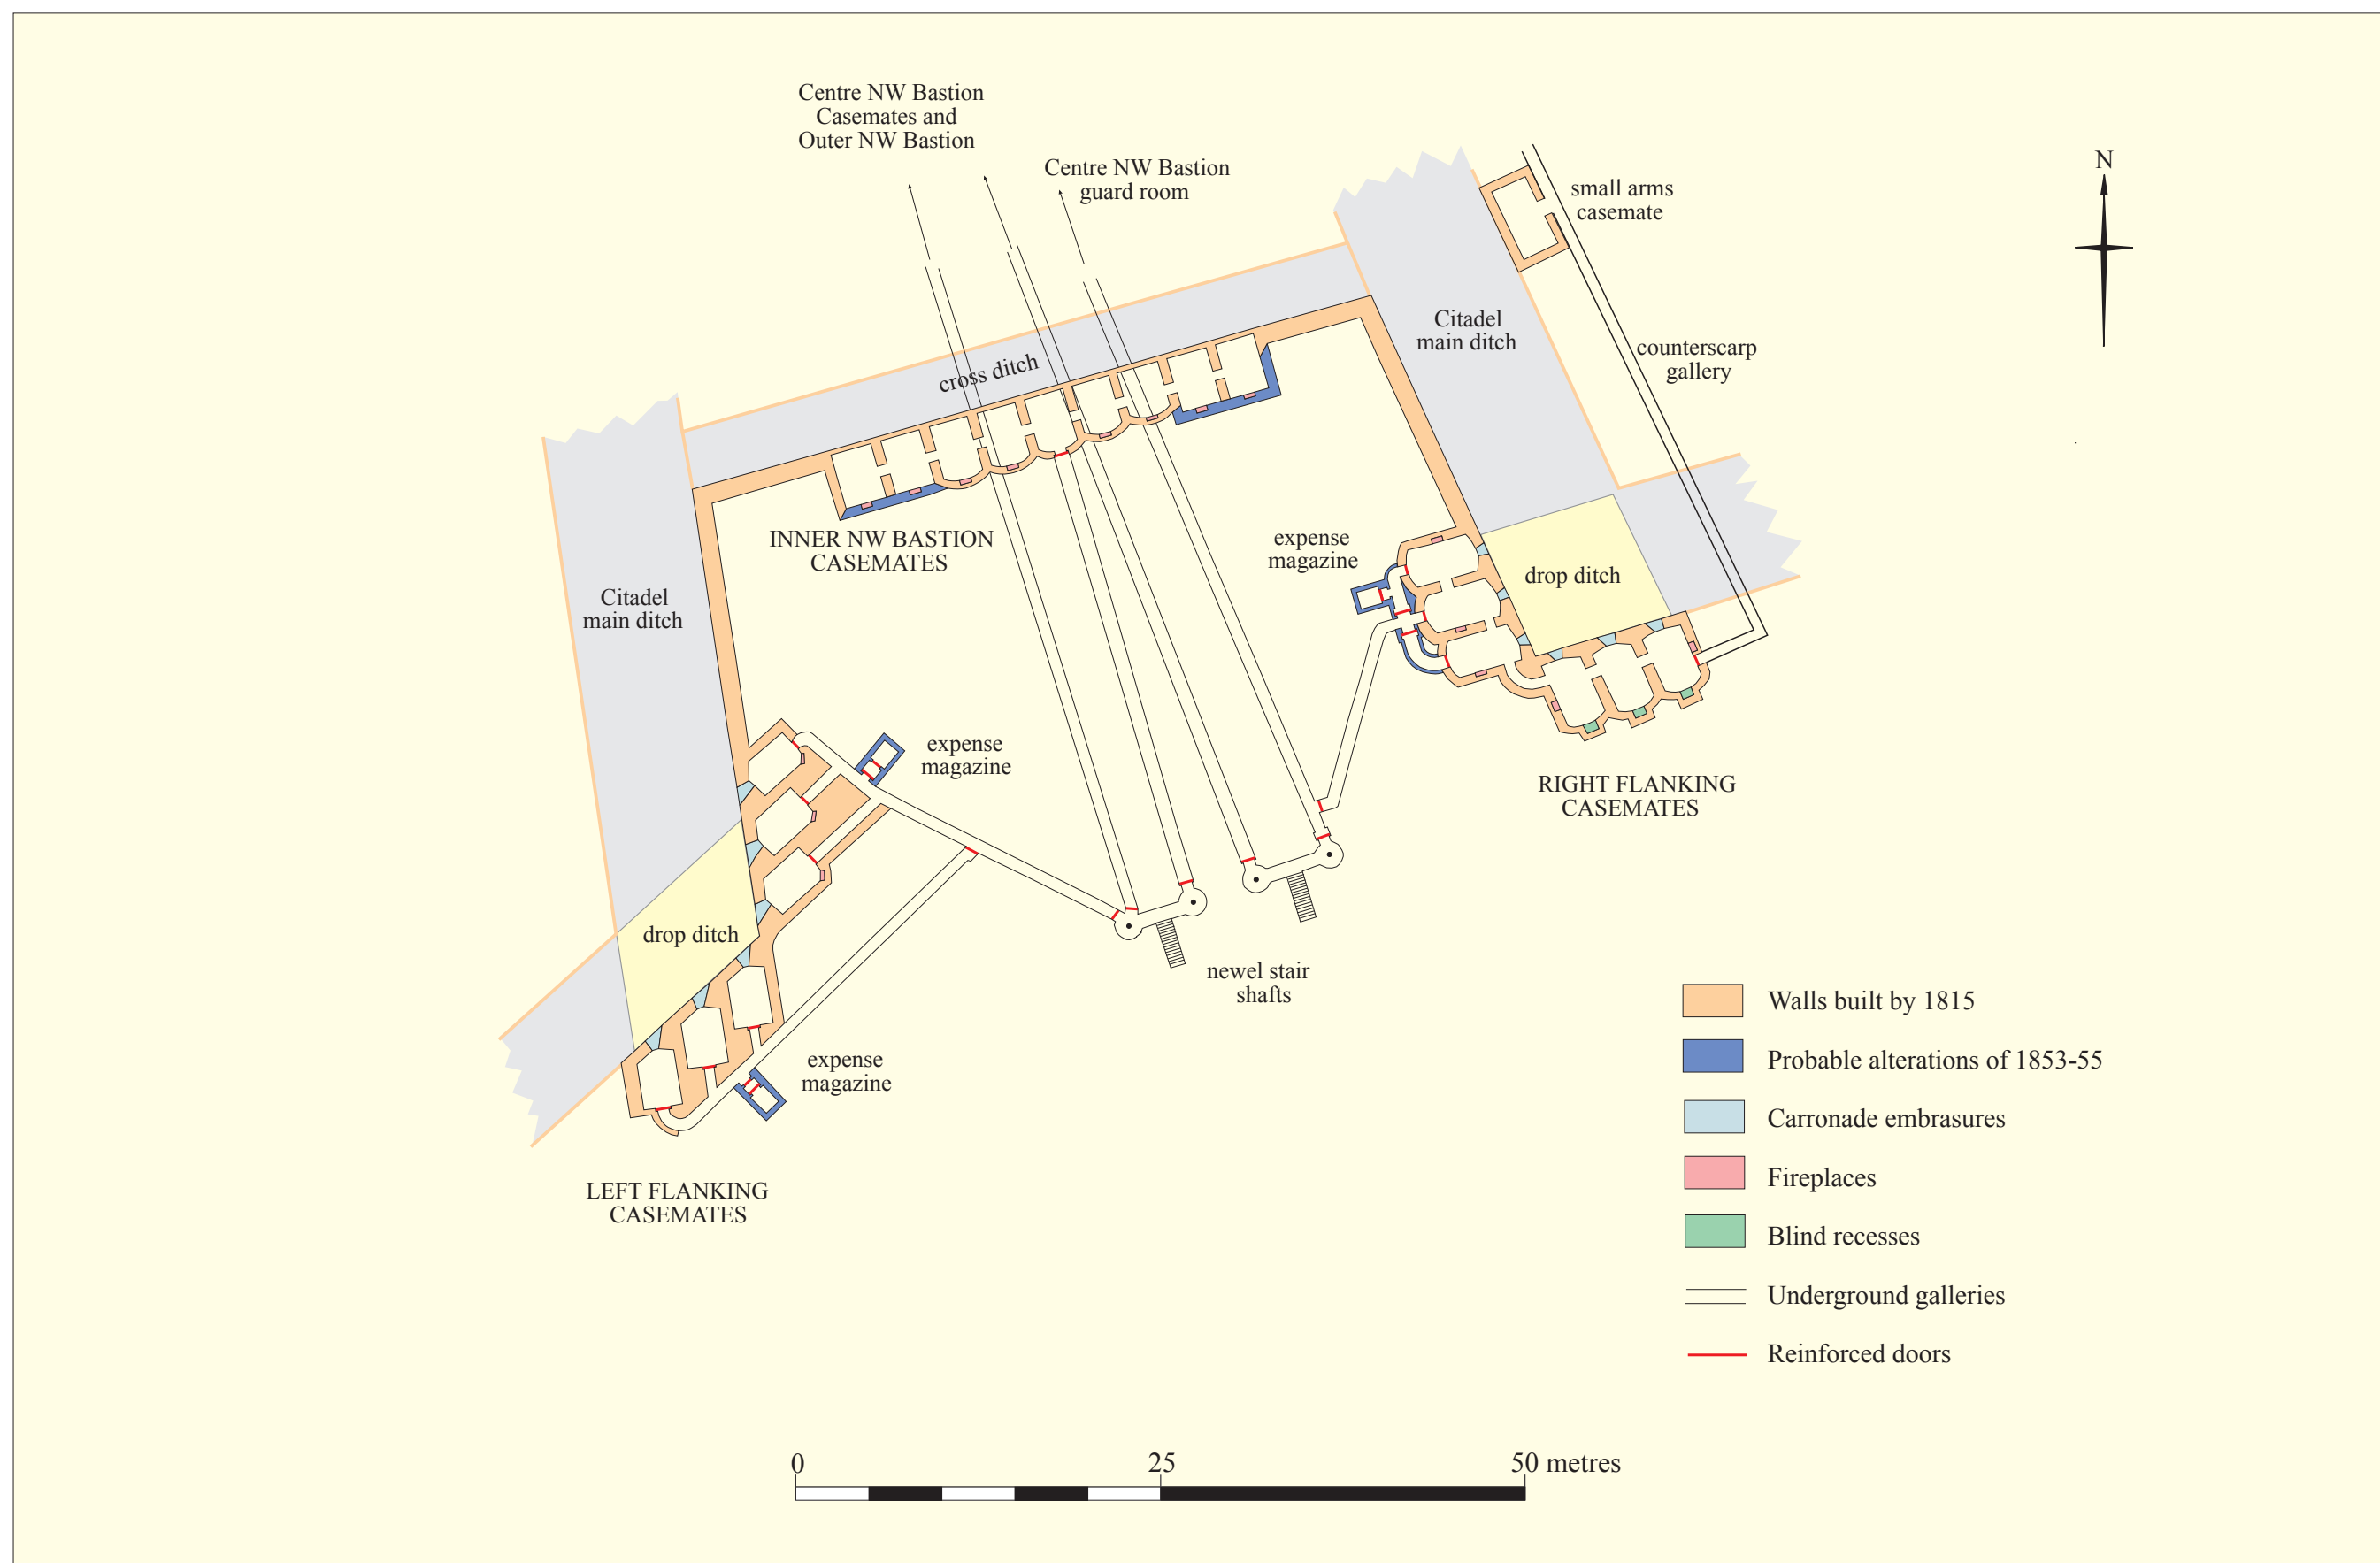 Centre NW Bastion
Casemates and
Outer NW Bastion
Centre NW Bastion
guard room
N
small arms
casemate
Citadel
main ditch
counterscarp
gallery
cross ditch
INNER NW BASTION
CASEMATES
expense
magazine
drop ditch
Citadel
main ditch
expense
magazine
RIGHT FLANKING
CASEMATES
drop ditch
newel stair
shafts
expense
magazine
LEFT FLANKING
CASEMATES
Walls built by 1815
Probable alterations of 1853-55
Carronade embrasures
Fireplaces
Blind recesses
Underground galleries
Reinforced doors
0 25 50 metres